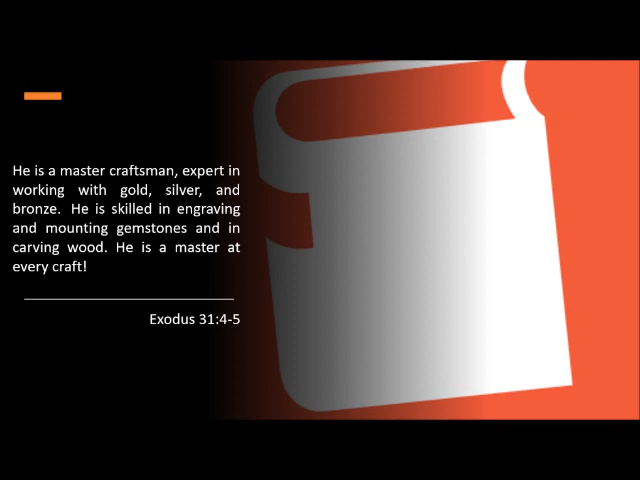 He is a master craftsman, expert in
working with gold, silver, and
bronze. He is skilled in engraving
and mounting gemstones and in
carving wood. He is a master at
every craft!
Exodus 31:4-5